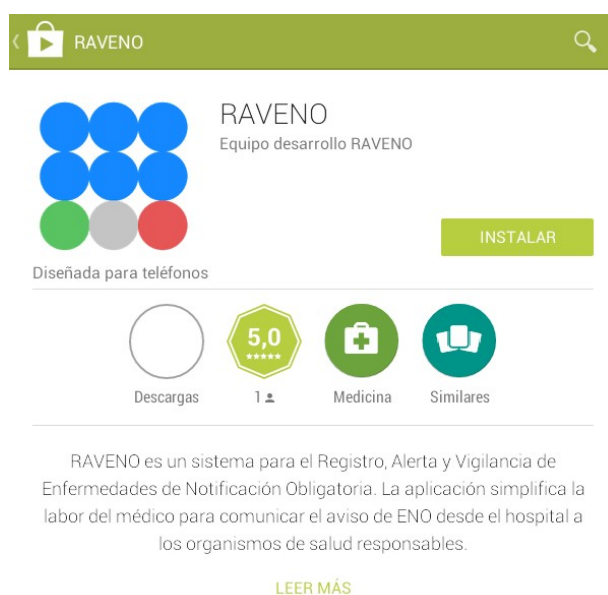 RAVENO
RAVENO
Equipo desarrollo RAVENO
INSTALAR
Diseñada para teléfonos
5,0
Descargas
1
Medicina
Similares
RAVENO es un sistema para el Registro, Alerta y Vigilancia de
Enfermedades de Notificación Obligatoria. La aplicación simplifica la
labor del médico para comunicar el aviso de ENO desde el hospital a
los organismos de salud responsables.
LEER MÁS